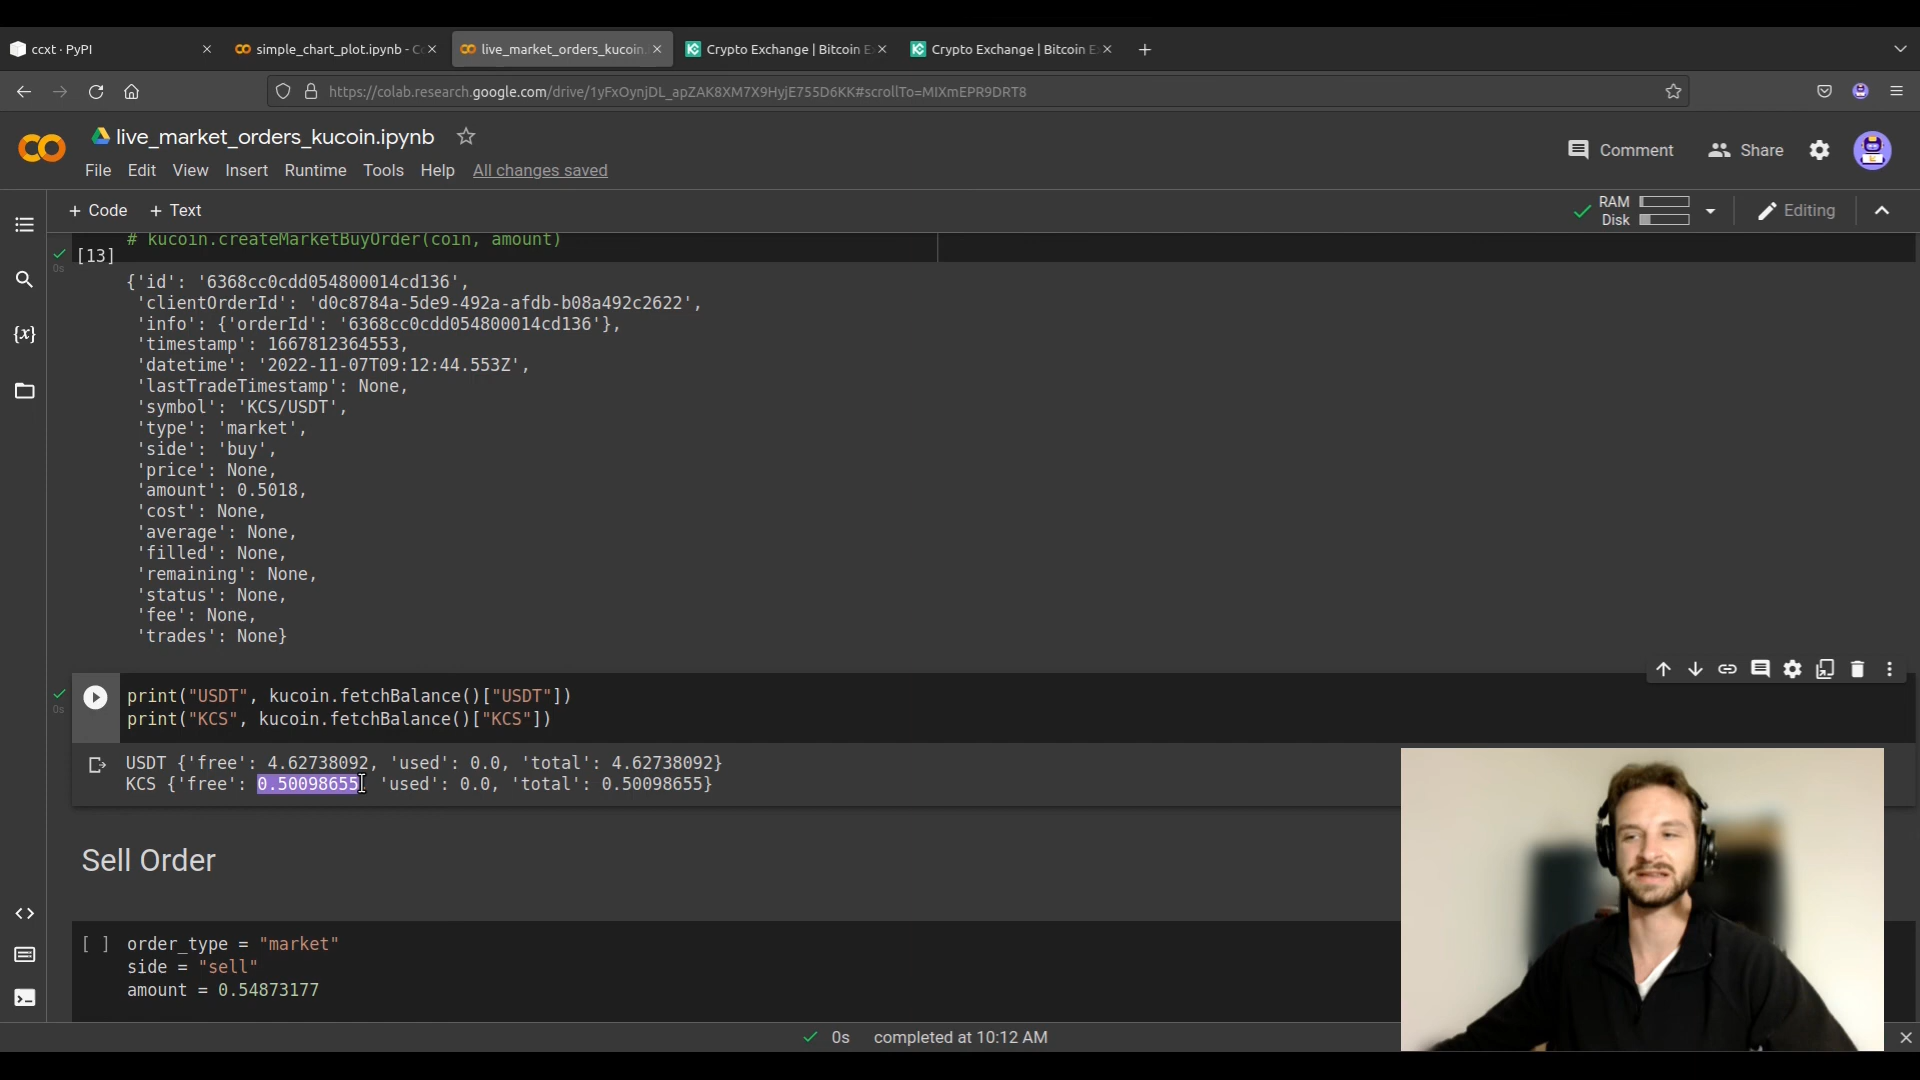 ccxt · PyPI
simple_chart_plot.ipynb - C
live_market_orders_kucoin.
Crypto Exchange | Bitcoin E
Crypto Exchange | Bitcoin E
https://colab.research.google.com/drive/1yFxOynjDL_apZAK8XM7X9HyjE755D6KK#scrollTo=MIXmEPR9DRT8
live_market_orders_kucoin.ipynb
Comment
Share
File Edit View Insert Runtime Tools Help All changes saved
+ Code + Text
RAM
Disk
Editing
# kucoin.createMarketBuyOrder(coin, amount)
[13]
0s
{'id': '6368cc0cdd054800014cd136',
'clientOrderId': 'd0c8784a-5de9-492a-afdb-b08a492c2622',
'info': {'orderId': '6368cc0cdd054800014cd136'},
'timestamp': 1667812364553,
'datetime': '2022-11-07T09:12:44.553Z',
'lastTradeTimestamp': None,
'symbol': 'KCS/USDT',
'type': 'market',
'side': 'buy',
'price': None,
'amount': 0.5018,
'cost': None,
'average': None,
'filled': None,
'remaining': None,
'status': None,
'fee': None,
'trades': None}
0s
print("USDT", kucoin.fetchBalance()["USDT"])
print("KCS", kucoin.fetchBalance()["KCS"])
USDT {'free': 4.62738092, 'used': 0.0, 'total': 4.62738092}
KCS {'free': 0.50098655, 'used': 0.0, 'total': 0.50098655}
Sell Order
[ ] order_type = "market"
side = "sell"
amount = 0.54873177
0s completed at 10:12 AM